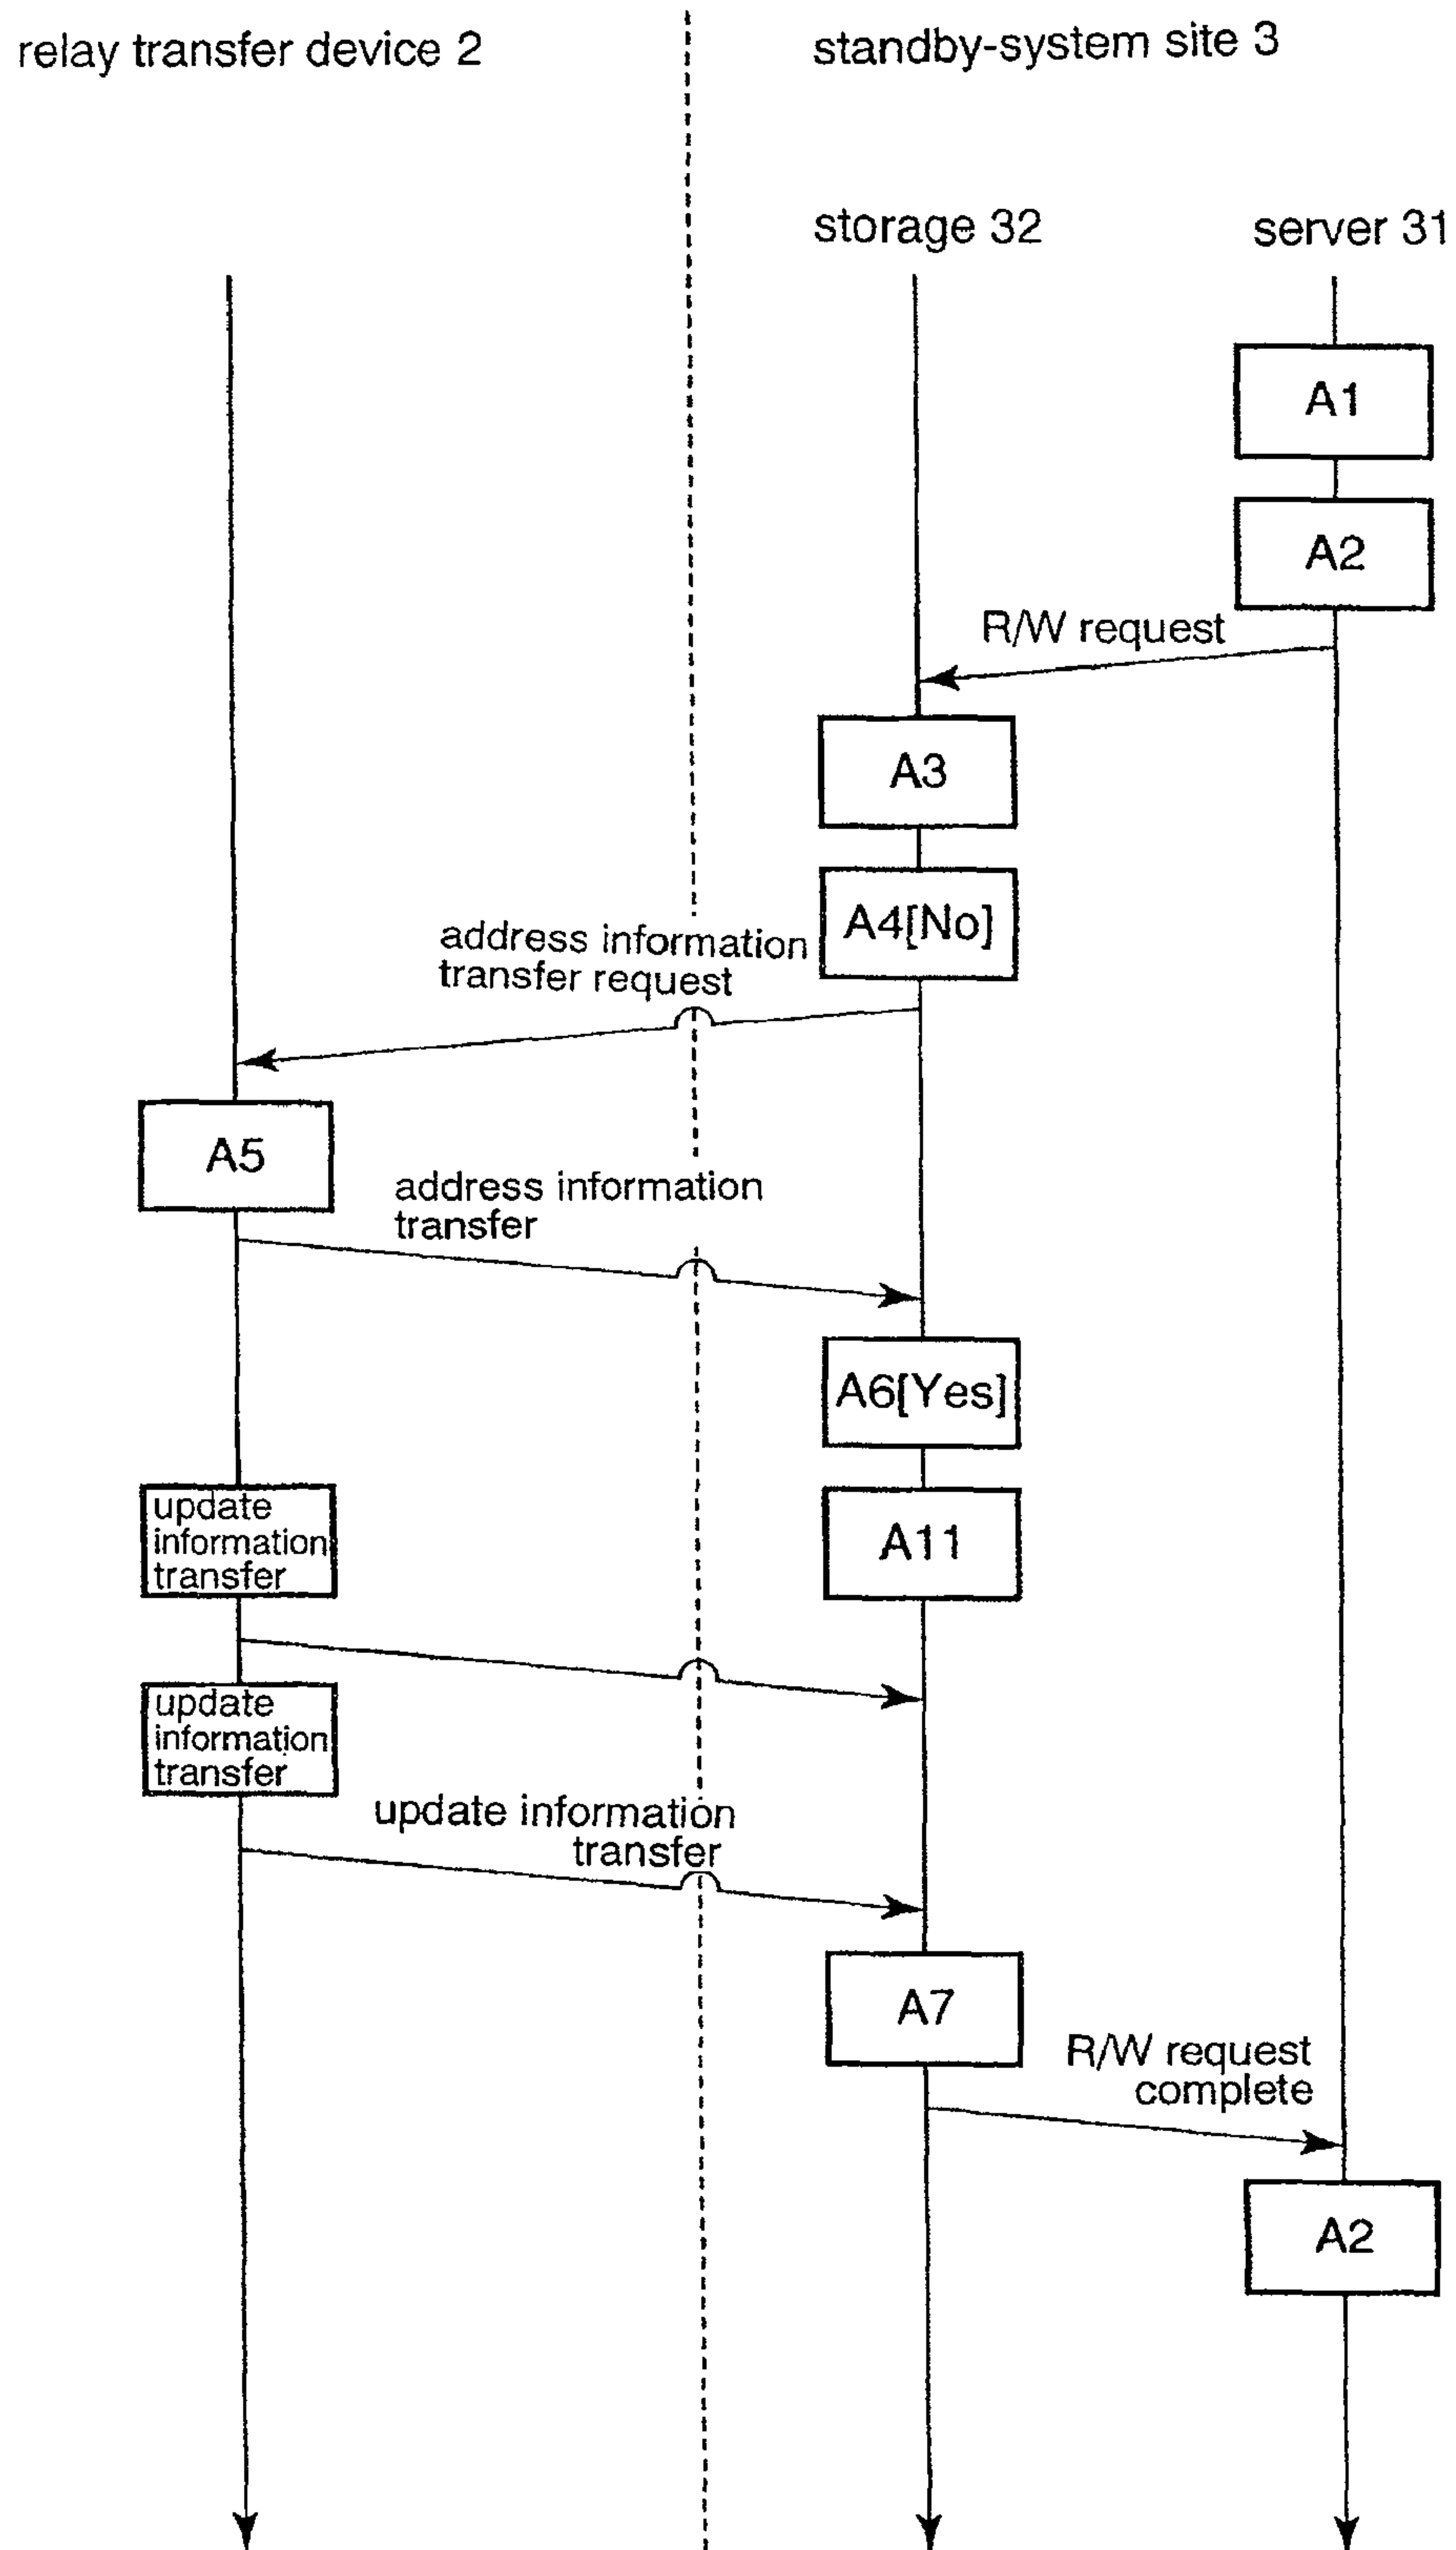 relay transfer device 2
standby-system site 3
storage 32
server 31
A1
A2
R/W request
A3
A4[No]
address information
transfer request
A5
address information
transfer
A6[Yes]
update
information
transfer
A11
update
information
transfer
update information
transfer
A7
R/W request
complete
A2